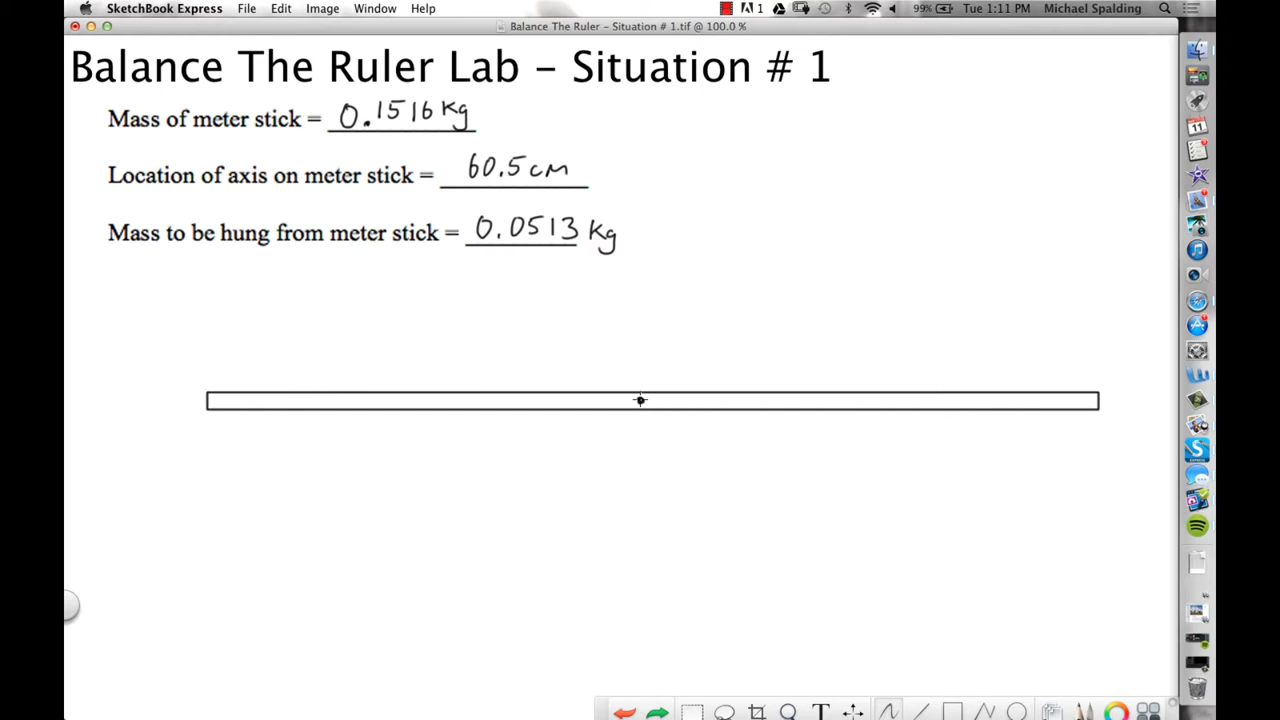 SketchBook Express File Edit Image Window Help 1 99% Tue 1:11 PM Michael Spalding
Balance The Ruler - Situation # 1.tif @ 100.0 %
Balance The Ruler Lab - Situation # 1
Mass of meter stick = 0.1516 kg
Location of axis on meter stick = 60.5 cm
Mass to be hung from meter stick = 0.0513 kg